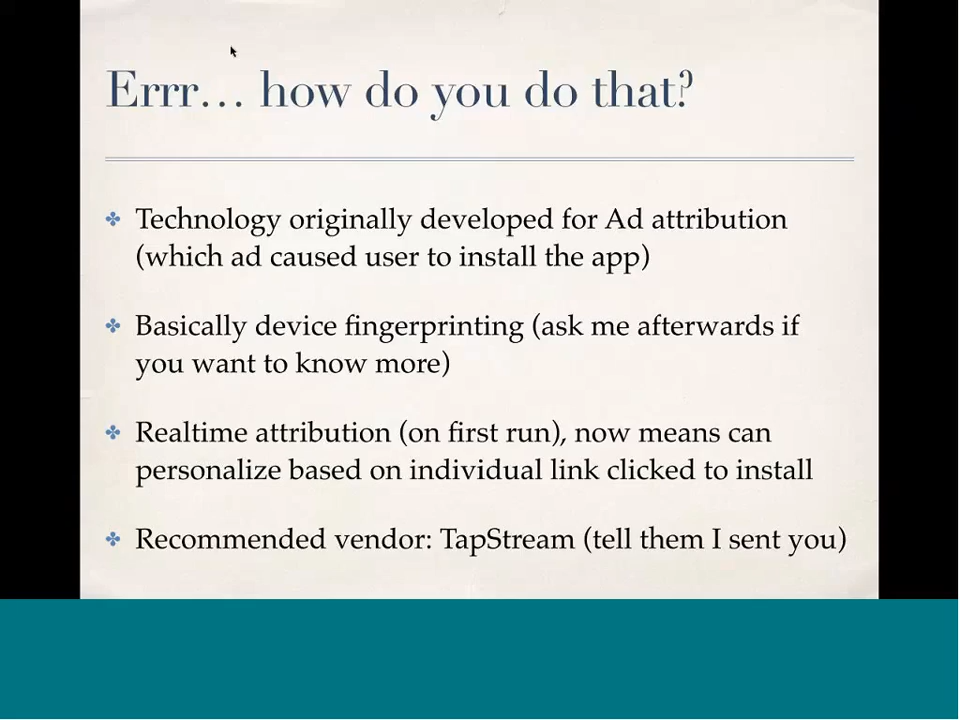 Errr... how do you do that?
Technology originally developed for Ad attribution
(which ad caused user to install the app)
Basically device fingerprinting (ask me afterwards if
you want to know more)
Realtime attribution (on first run), now means can
personalize based on individual link clicked to install
Recommended vendor: TapStream (tell them I sent you)